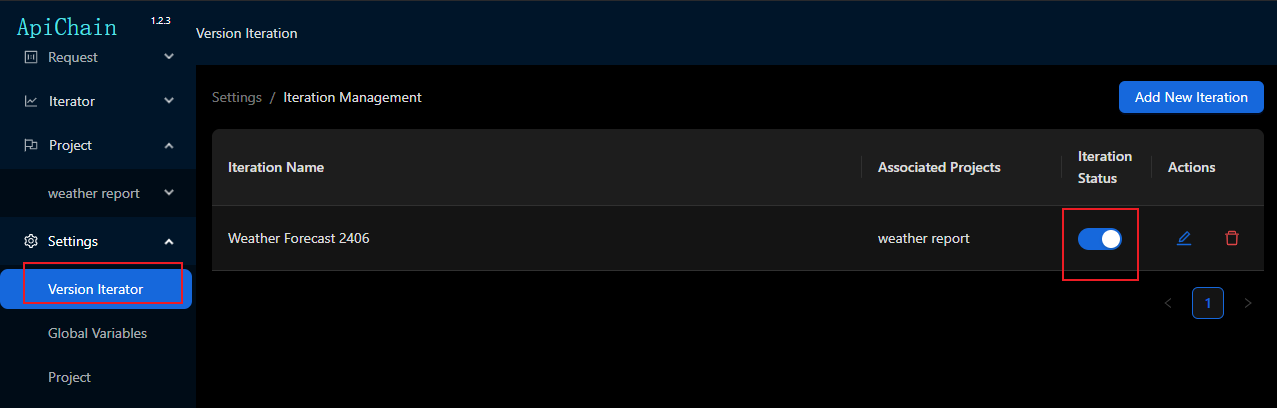 ApiChain 1.2.3
Request
Iterator
Project
weather report
Settings
Version Iterator
Global Variables
Project
Version Iteration
Settings / Iteration Management
Add New Iteration
Iteration Name
Associated Projects
Iteration
Status
Actions
Weather Forecast 2406
weather report
1